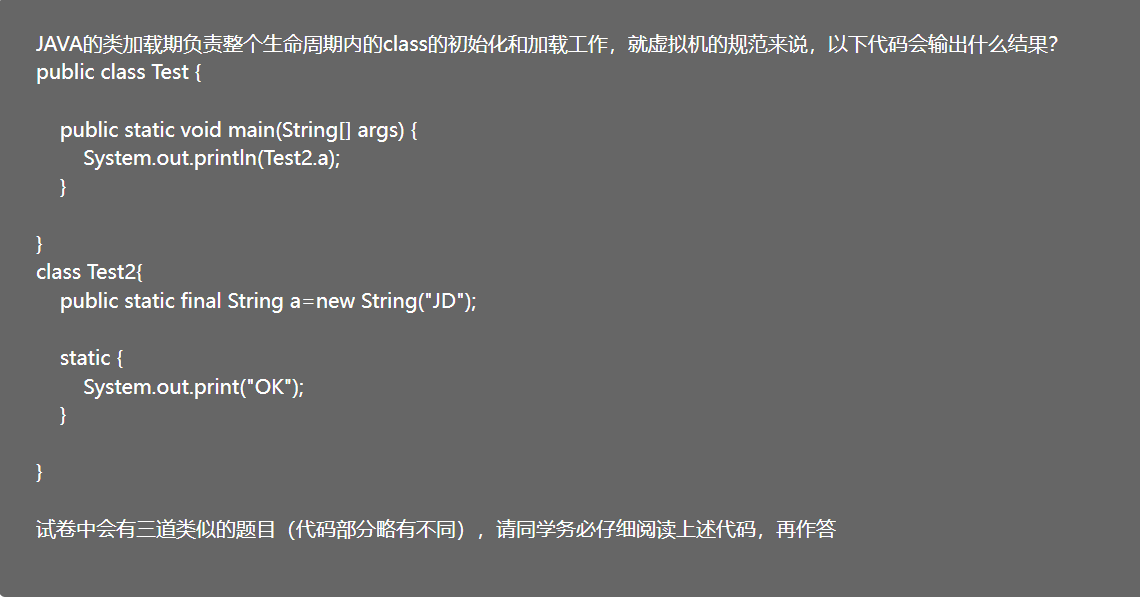 JAVA的类加载期负责整个生命周期内的class的初始化和加载工作，就虚拟机的规范来说，以下代码会输出什么结果？
public class Test {
public static void main(String[] args) {
System.out.println(Test2.a);
}
}
class Test2{
public static final String a=new String("JD");
static {
System.out.print("OK");
}
}
试卷中会有三道类似的题目（代码部分略有不同），请同学务必仔细阅读上述代码，再作答